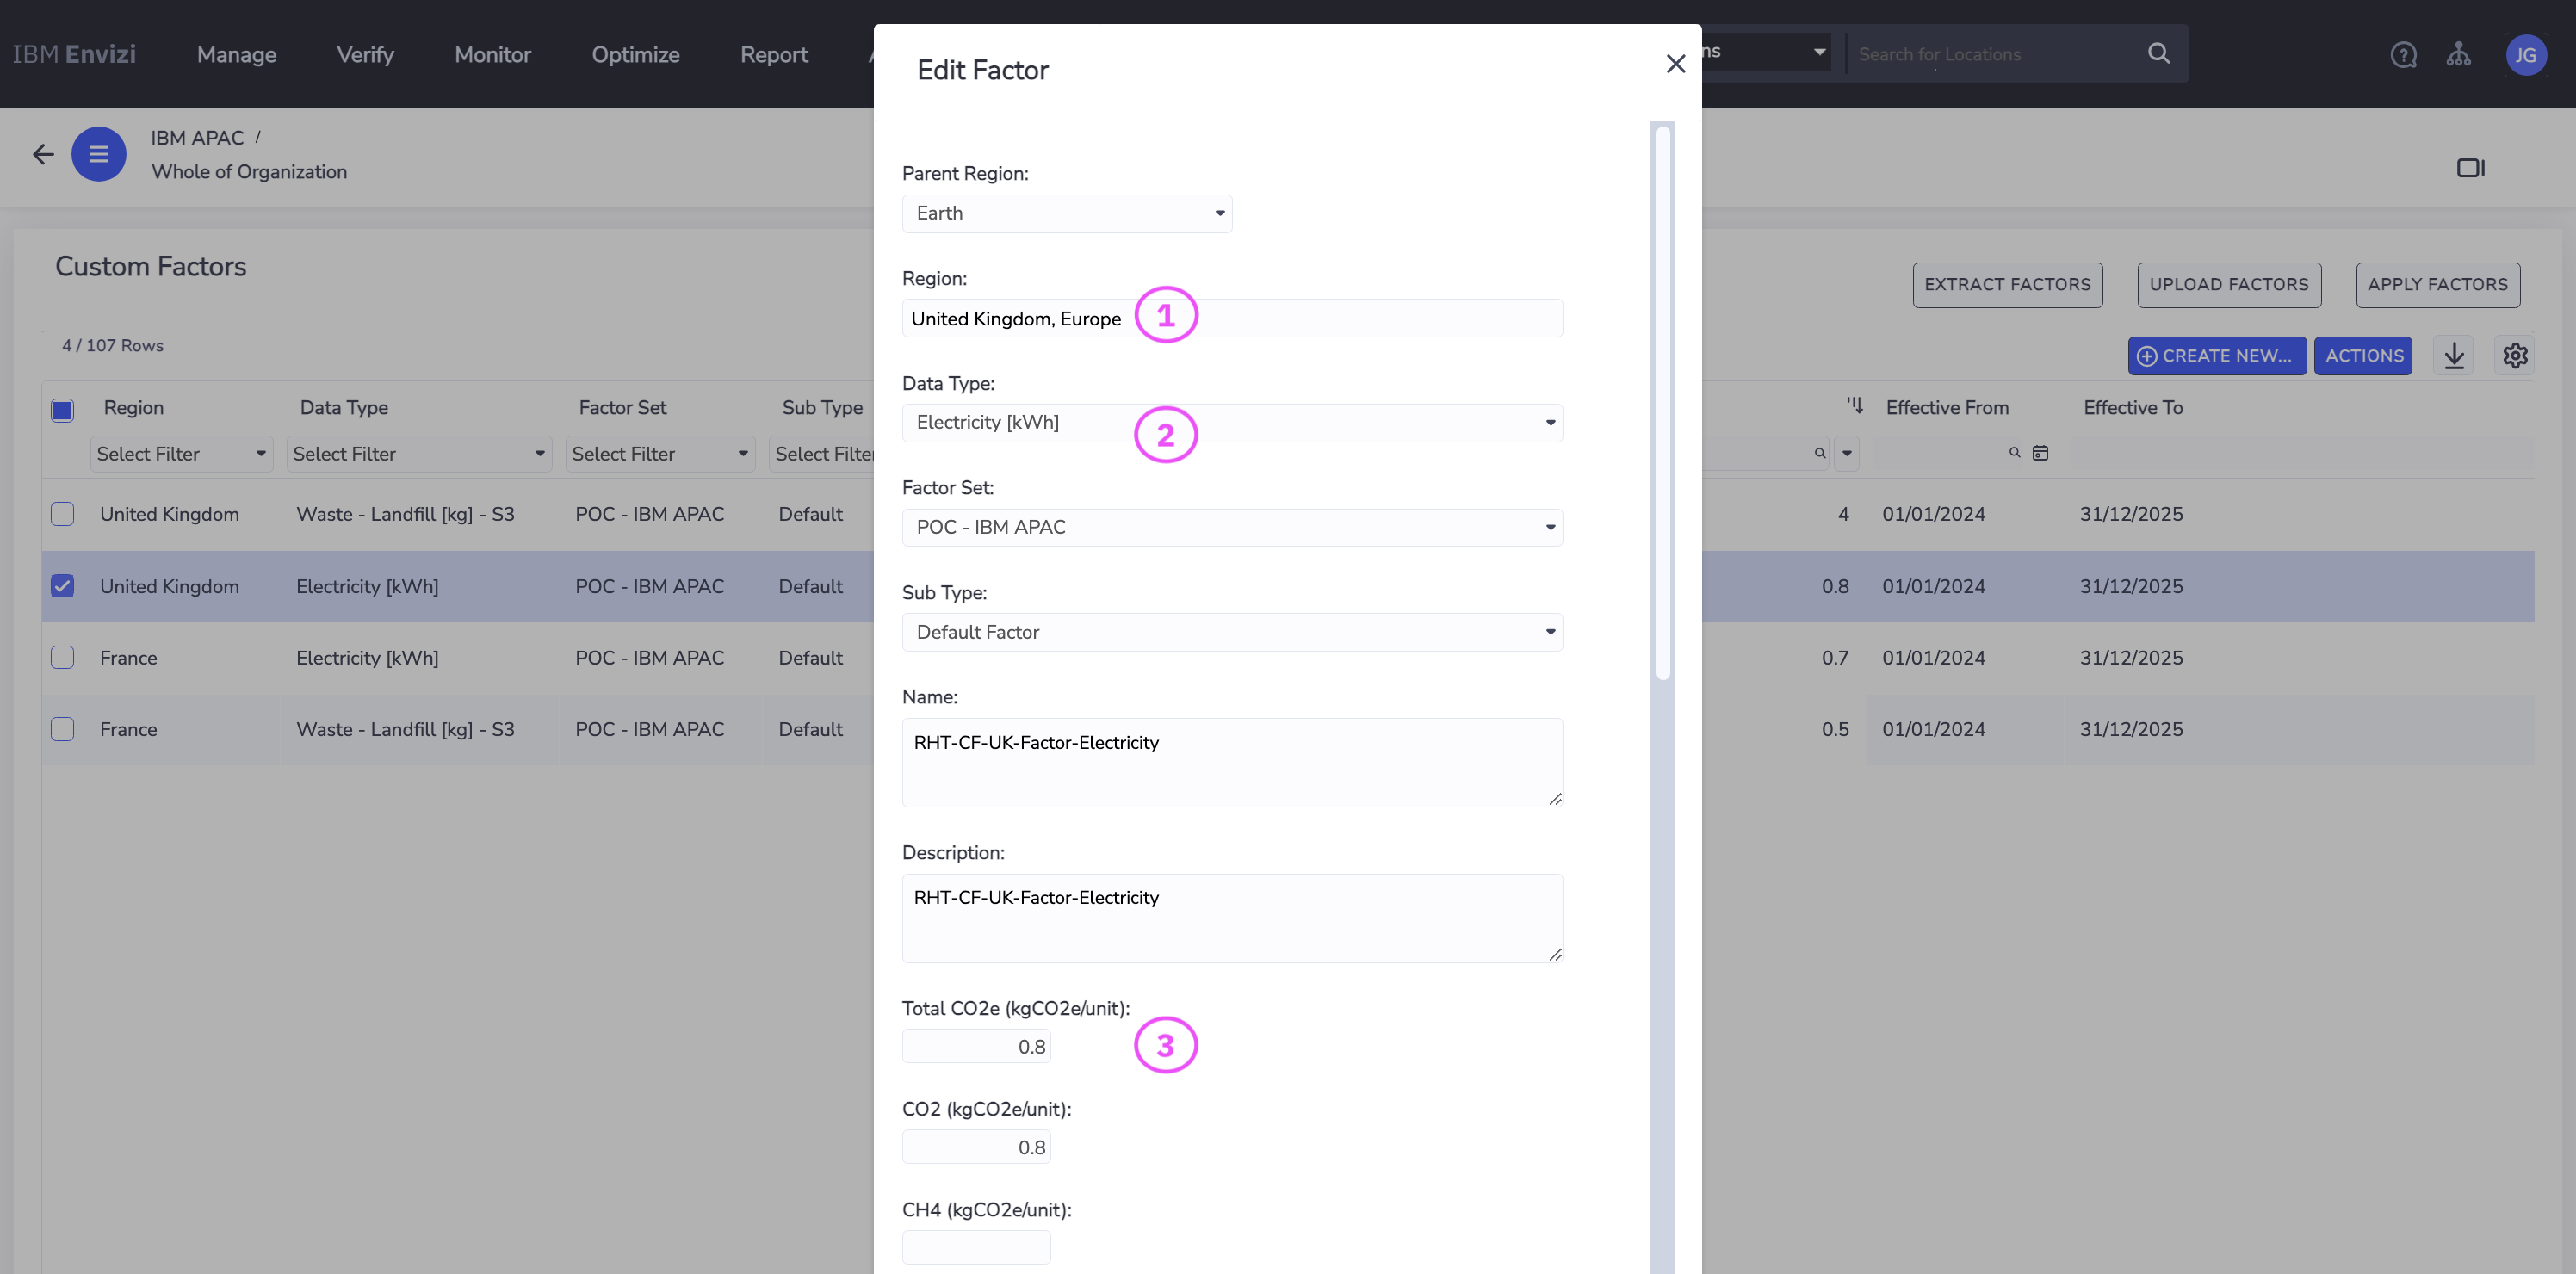 IBM Envizi
Manage
Verify
Monitor
Optimize
Report
ns
Search for Locations
JG
IBM APAC /
Whole of Organization
Custom Factors
EXTRACT FACTORS
UPLOAD FACTORS
APPLY FACTORS
4 / 107 Rows
CREATE NEW...
ACTIONS
Region Data Type Factor Set Sub Type Effective From Effective To
Select Filter Select Filter Select Filter Select Filter
United Kingdom Waste - Landfill [kg] - S3 POC - IBM APAC Default 4 01/01/2024 31/12/2025
United Kingdom Electricity [kWh] POC - IBM APAC Default 0.8 01/01/2024 31/12/2025
France Electricity [kWh] POC - IBM APAC Default 0.7 01/01/2024 31/12/2025
France Waste - Landfill [kg] - S3 POC - IBM APAC Default 0.5 01/01/2024 31/12/2025
Edit Factor
Parent Region:
Earth
Region:
United Kingdom, Europe
1
Data Type:
Electricity [kWh]
2
Factor Set:
POC - IBM APAC
Sub Type:
Default Factor
Name:
RHT-CF-UK-Factor-Electricity
Description:
RHT-CF-UK-Factor-Electricity
Total CO2e (kgCO2e/unit):
0.8
3
CO2 (kgCO2e/unit):
0.8
CH4 (kgCO2e/unit):